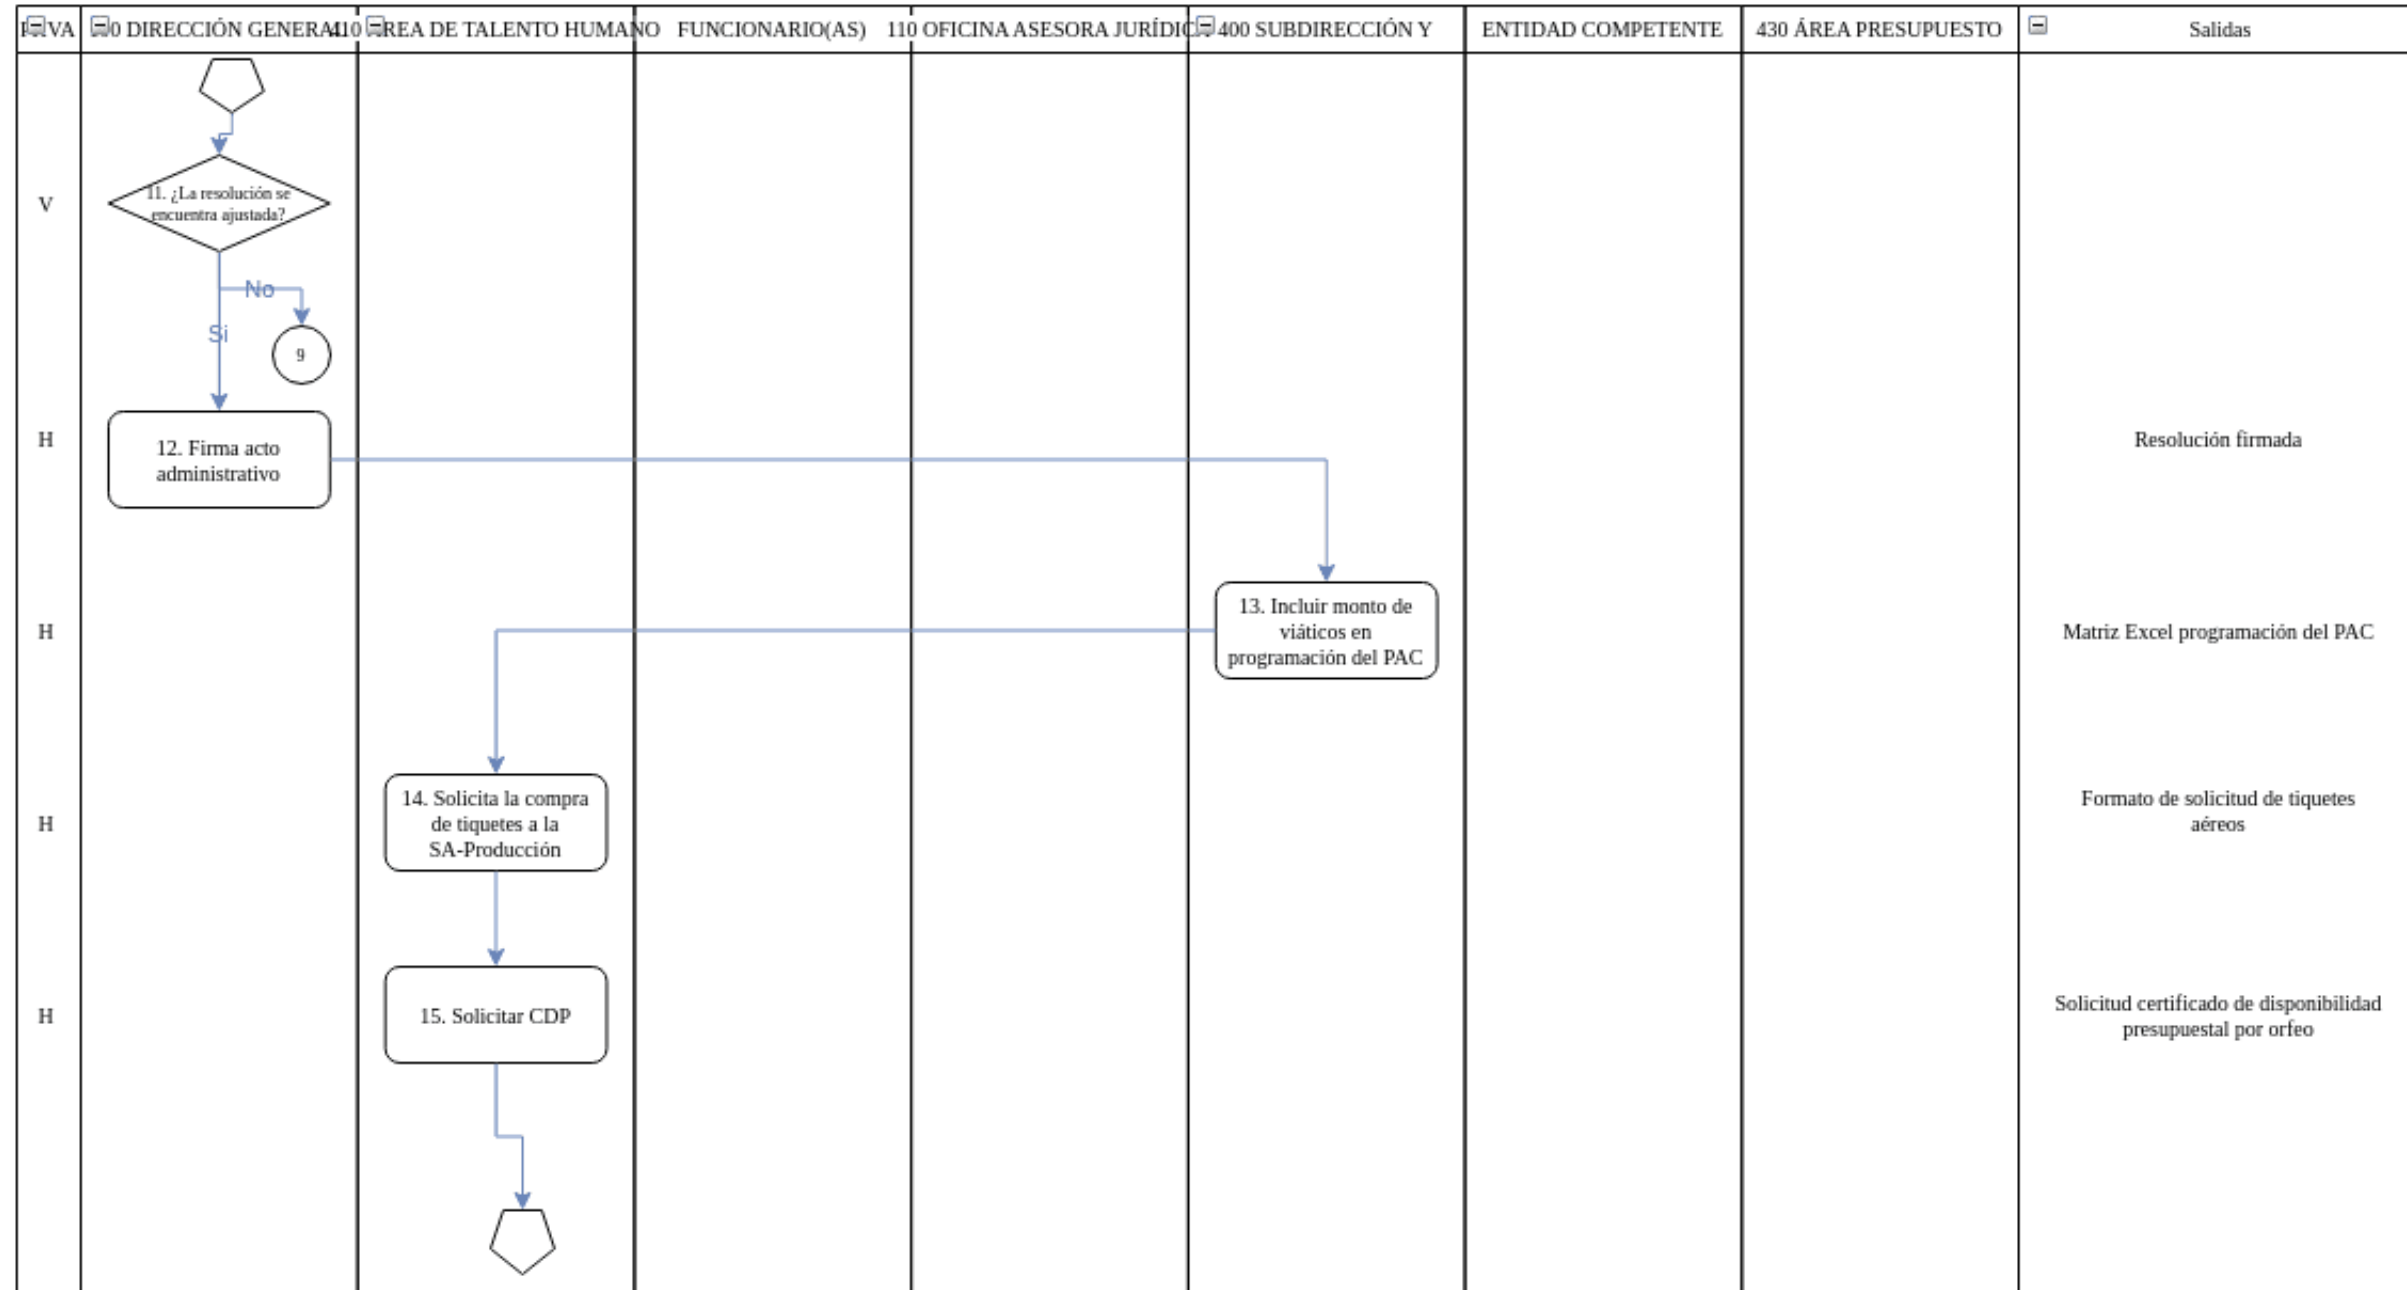 VA
0 DIRECCIÓN GENERAL
410 ÁREA DE TALENTO HUMANO
FUNCIONARIO(AS)
110 OFICINA ASESORA JURÍDICA
400 SUBDIRECCIÓN Y
ENTIDAD COMPETENTE
430 ÁREA PRESUPUESTO
Salidas
V
11. ¿La resolución se
encuentra ajustada?
No
Si
9
H
12. Firma acto
administrativo
Resolución firmada
H
13. Incluir monto de
viáticos en
programación del PAC
Matriz Excel programación del PAC
H
14. Solicita la compra
de tiquetes a la
SA-Producción
Formato de solicitud de tiquetes
aéreos
H
15. Solicitar CDP
Solicitud certificado de disponibilidad
presupuestal por orfeo